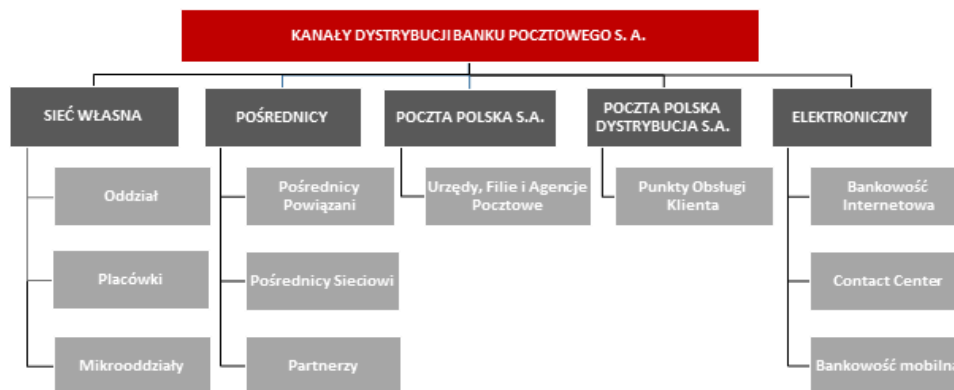 KANAŁY DYSTRYBUCJI BANKU POCZTOWEGO S. A.
SIEĆ WŁASNA
Oddział
Placówki
Mikrooddziały
POŚREDNICY
Pośrednicy
Powiązani
Pośrednicy Sieciowi
Partnerzy
POCZTA POLSKA S.A.
Urzędy, Filie i Agencje
Pocztowe
POCZTA POLSKA
DYSTRYBUCJA S.A.
Punkty Obsługi
Klienta
ELEKTRONICZNY
Bankowość
Internetowa
Contact Center
Bankowość mobilna